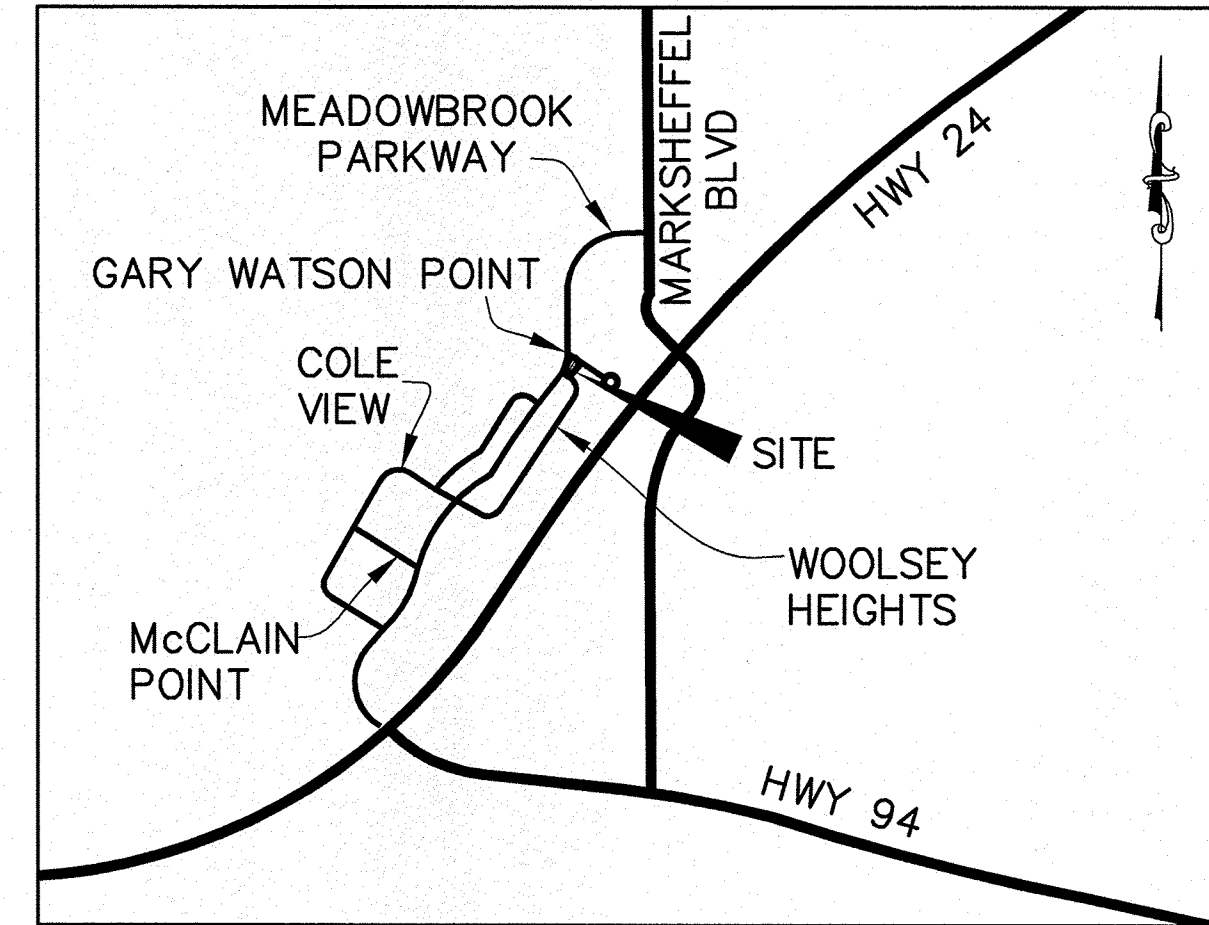 MEADOWBROOK
PARKWAY
MARKSHEFFEL
BLVD
HWY 24
GARY WATSON POINT
COLE
VIEW
SITE
WOOLSEY
HEIGHTS
McCLAIN
POINT
HWY 94